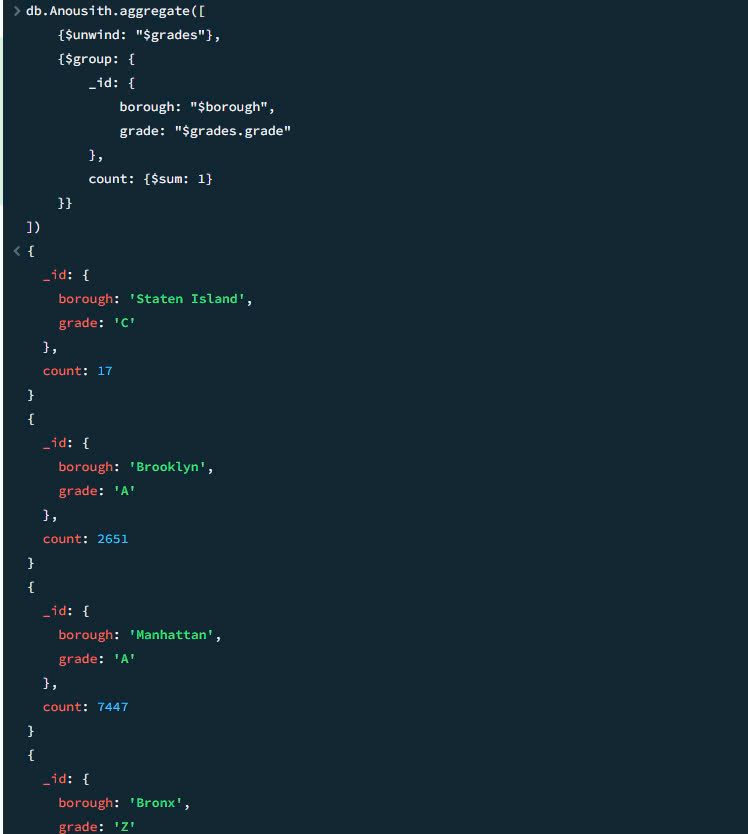 > db.Anousith.aggregate([
{$unwind: "$grades"},
{$group: {
_id: {
borough: "$borough",
grade: "$grades.grade"
},
count: {$sum: 1}
}}
])
< {
_id: {
borough: 'Staten Island',
grade: 'C'
},
count: 17
}
{
_id: {
borough: 'Brooklyn',
grade: 'A'
},
count: 2651
}
{
_id: {
borough: 'Manhattan',
grade: 'A'
},
count: 7447
}
{
_id: {
borough: 'Bronx',
grade: 'Z'